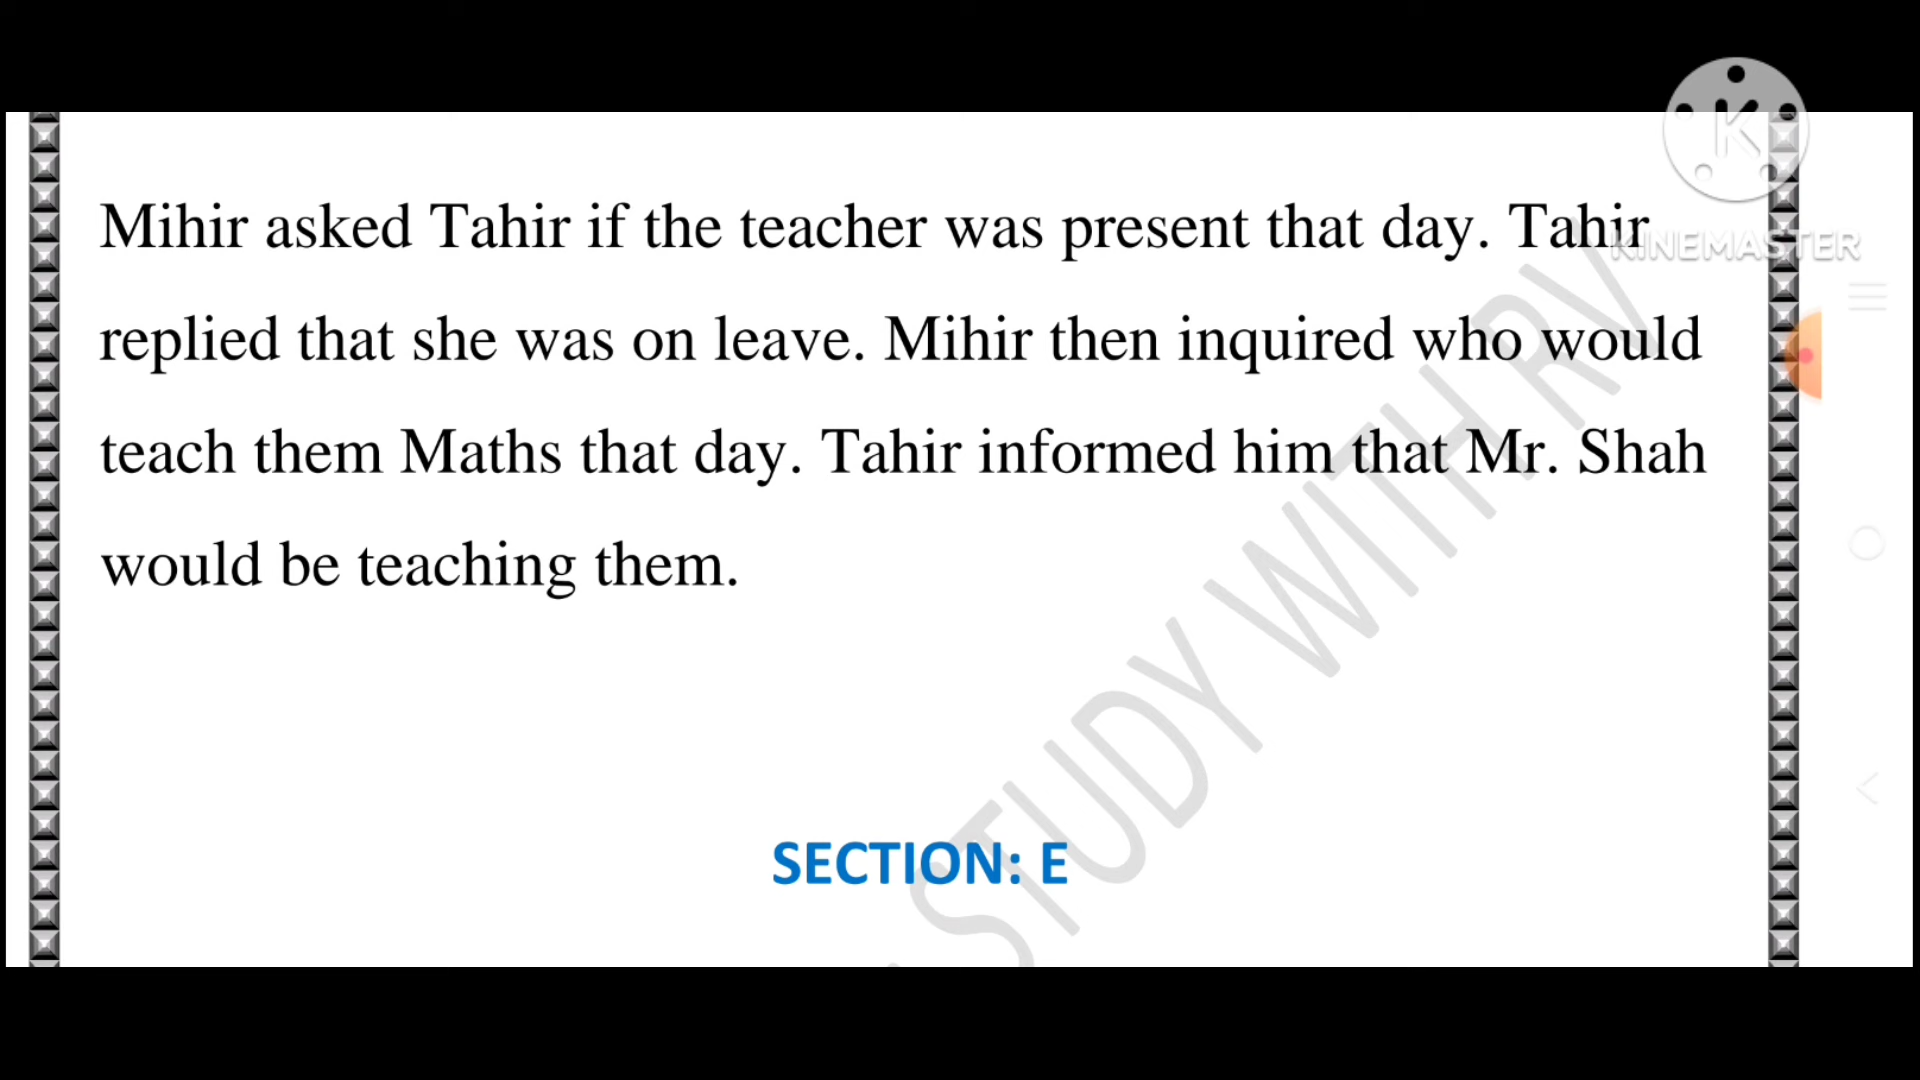 Mihir asked Tahir if the teacher was present that day. Tahir
replied that she was on leave. Mihir then inquired who would
teach them Maths that day. Tahir informed him that Mr. Shah
would be teaching them.
SECTION: E
STUDY WITH RV
K
KINEMASTER